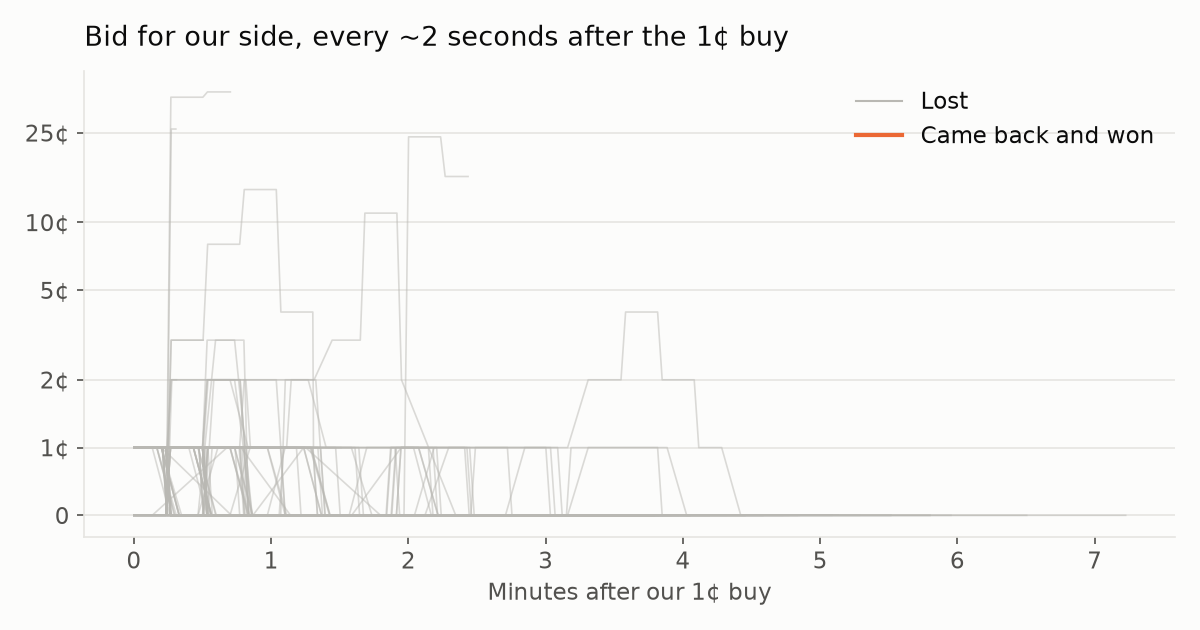 Bid for our side, every ~2 seconds after the 1¢ buy
Lost
Came back and won
25¢
10¢
5¢
2¢
1¢
0
0 1 2 3 4 5 6 7
Minutes after our 1¢ buy